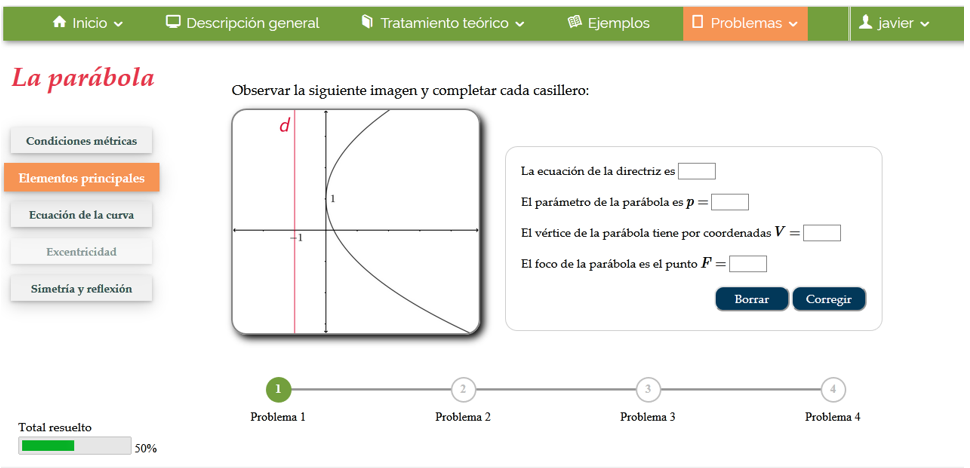 Inicio
Descripción general
Tratamiento teórico
Ejemplos
Problemas
javier
La parábola
Condiciones métricas
Elementos principales
Ecuación de la curva
Excentricidad
Simetría y reflexión
Observar la siguiente imagen y completar cada casillero:
d
1
−1
La ecuación de la directriz es
El parámetro de la parábola es p =
El vértice de la parábola tiene por coordenadas V =
El foco de la parábola es el punto F =
Borrar
Corregir
1
2
3
4
Problema 1
Problema 2
Problema 3
Problema 4
Total resuelto
50%